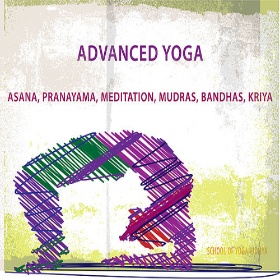 ADVANCED YOGA
ASANA, PRANAYAMA, MEDITATION, MUDRAS, BANDHAS, KRIYA
SCHOOL OF YOGA